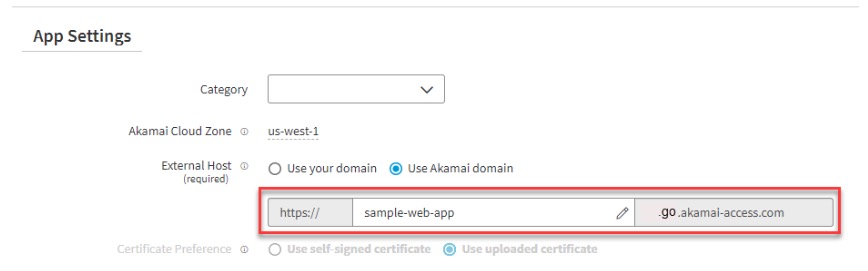 App Settings
Category
Akamai Cloud Zone us-west-1
External Host Use your domain Use Akamai domain
(required)
https:// sample-web-app .go.akamai-access.com
Certificate Preference Use self-signed certificate Use uploaded certificate